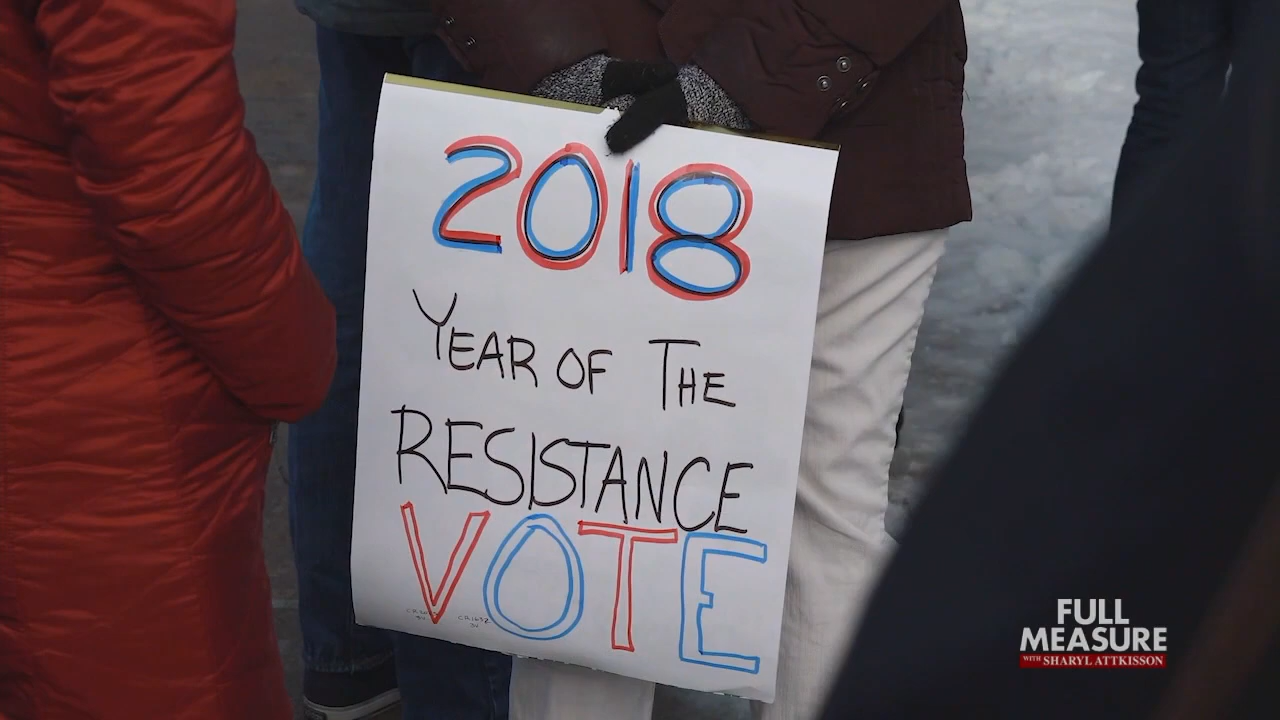 2018
YEAR OF THE
RESISTANCE
VOTE
FULL
MEASURE
WITH SHARYL ATTKISSON